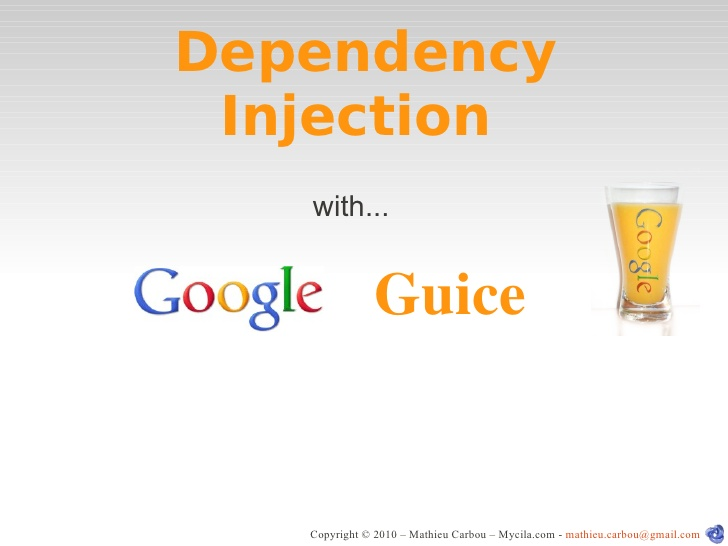 Dependency
Injection
with...
Google
Google Guice
Copyright © 2010 – Mathieu Carbou – Mycila.com - mathieu.carbou@gmail.com